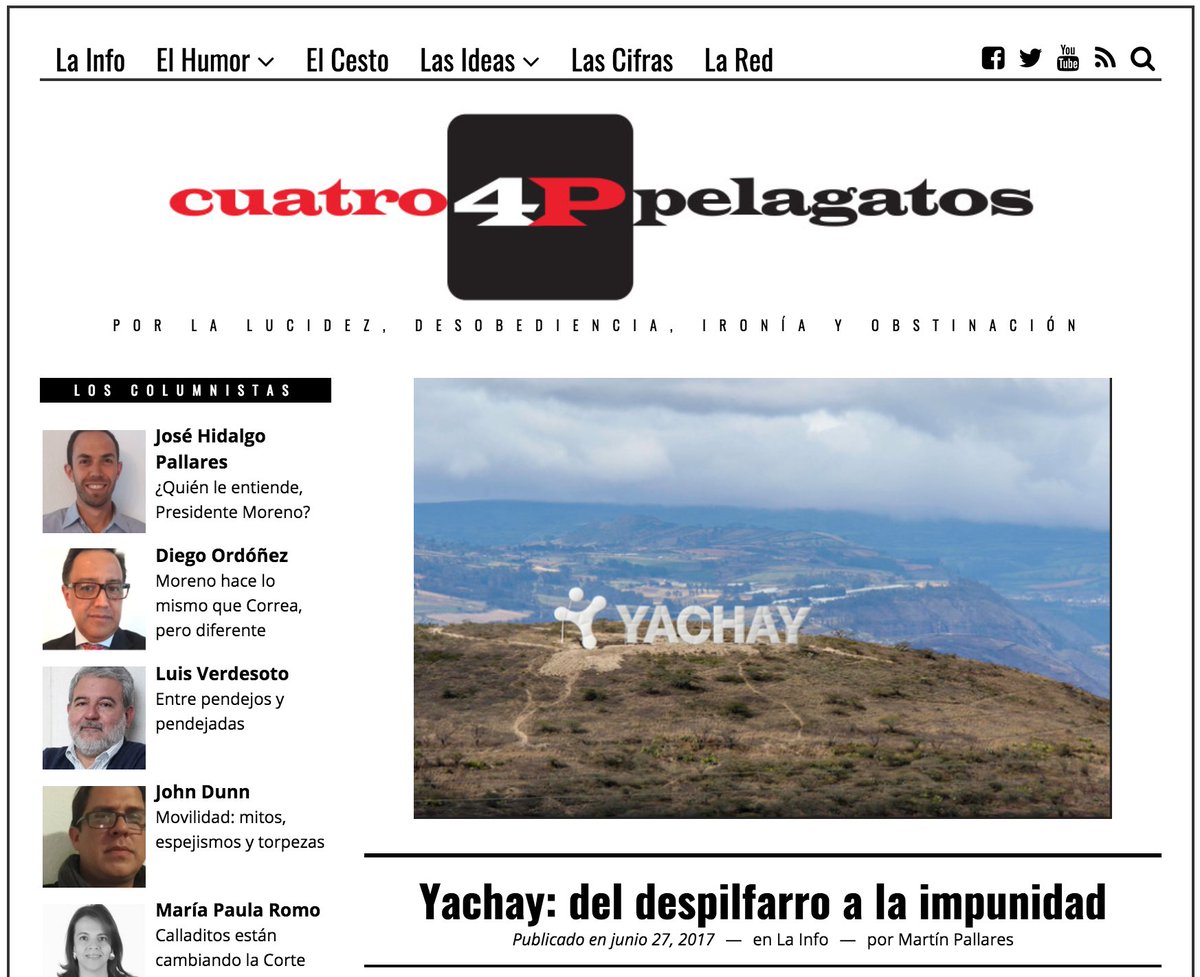 La Info El Humor El Cesto Las Ideas Las Cifras La Red
You
Tube
cuatro 4P pelagatos
POR LA LUCIDEZ, DESOBEDIENCIA, IRONÍA Y OBSTINACIÓN
LOS COLUMNISTAS
José Hidalgo
Pallares
¿Quién le entiende,
Presidente Moreno?
Diego Ordóñez
Moreno hace lo
mismo que Correa,
pero diferente
Luis Verdesoto
Entre pendejos y
pendejadas
John Dunn
Movilidad: mitos,
espejismos y torpezas
María Paula Romo
Calladitos están
cambiando la Corte
YACHAY
Yachay: del despilfarro a la impunidad
Publicado en junio 27, 2017 — en La Info — por Martín Pallares